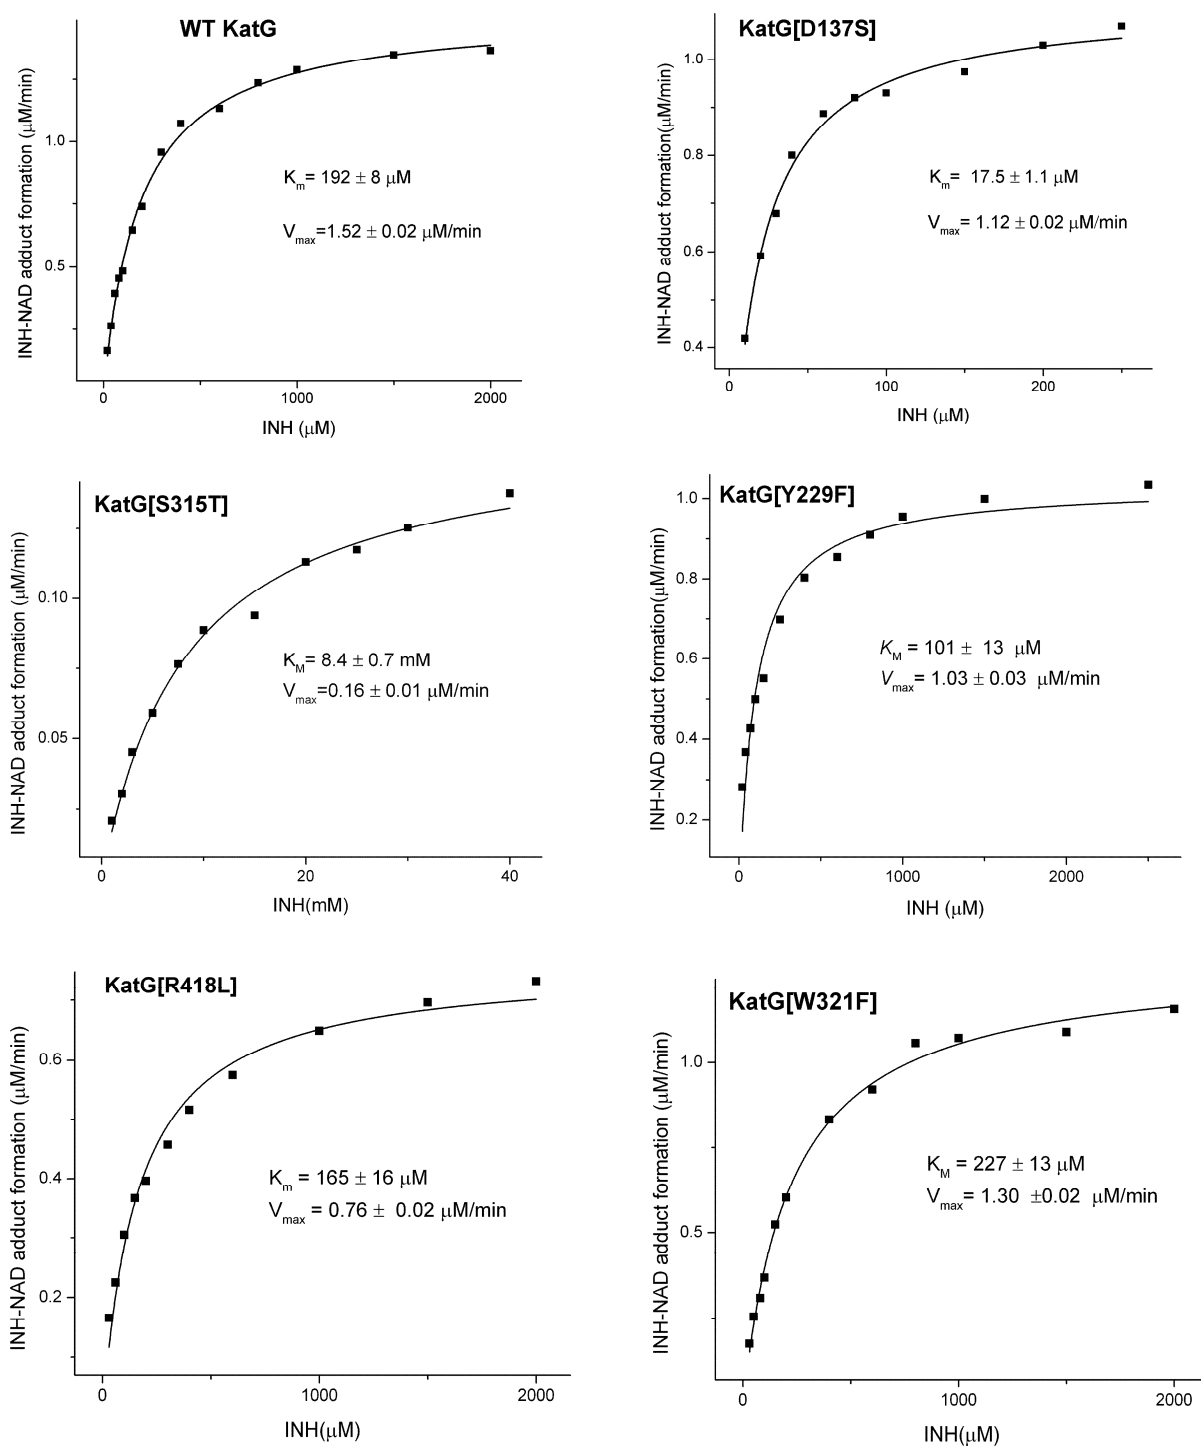 WT KatG
INH-NAD adduct formation (μM/min)
1.0
0.5
K_m= 192 ± 8 μM
V_max=1.52 ± 0.02 μM/min
0
1000
2000
INH (μM)
KatG[D137S]
INH-NAD adduct formation(μM/min)
1.0
0.8
0.6
0.4
K_m= 17.5 ± 1.1 μM
V_max= 1.12 ± 0.02 μM/min
0
100
200
INH (μM)
KatG[S315T]
INH-NAD adduct formation (μM/min)
0.10
0.05
K_M= 8.4 ± 0.7 mM
V_max=0.16 ± 0.01 μM/min
0
20
40
INH(mM)
KatG[Y229F]
INH-NAD adduct formation(μM/min)
1.0
0.8
0.6
0.4
0.2
K_M = 101 ± 13 μM
V_max= 1.03 ± 0.03 μM/min
0
1000
2000
INH (μM)
KatG[R418L]
INH-NAD adduct formation (μM/min)
0.6
0.4
0.2
K_m = 165 ± 16 μM
V_max = 0.76 ± 0.02 μM/min
0
1000
2000
INH(μM)
KatG[W321F]
INH-NAD adduct formation (μM/min)
1.0
0.5
K_M = 227 ± 13 μM
V_max= 1.30 ±0.02 μM/min
0
1000
2000
INH(μM)